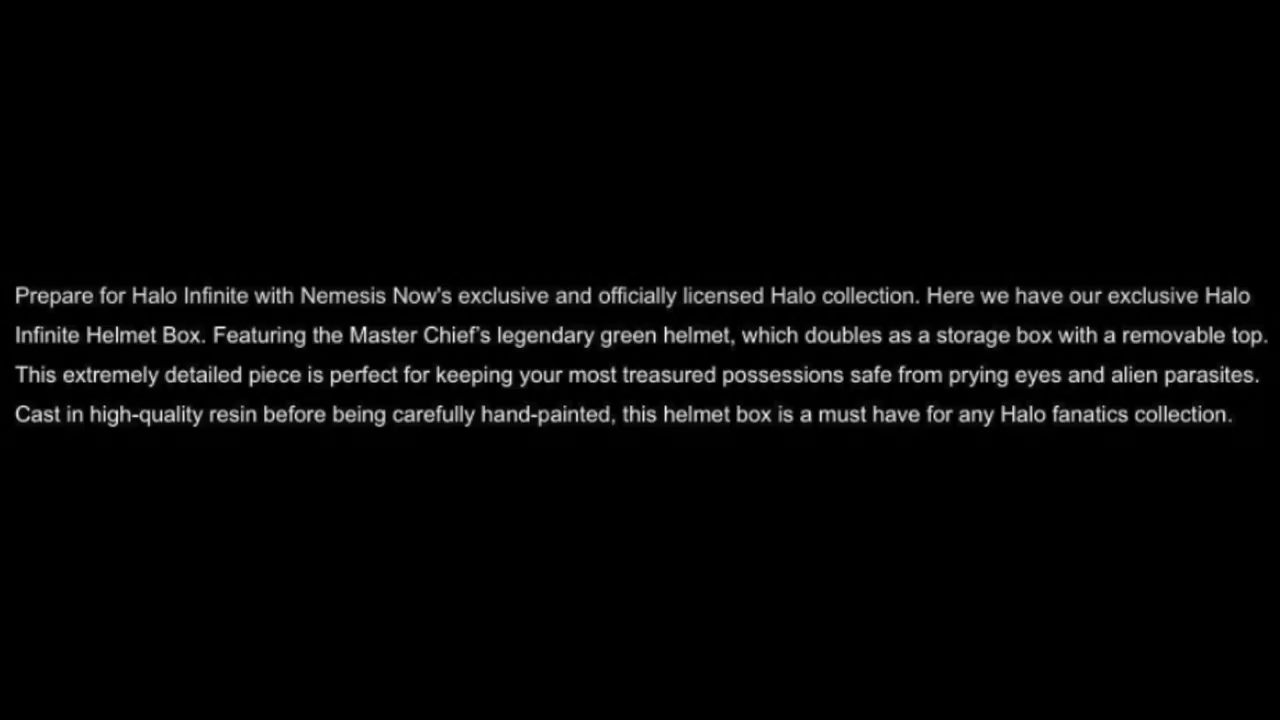 Prepare for Halo Infinite with Nemesis Now's exclusive and officially licensed Halo collection. Here we have our exclusive Halo
Infinite Helmet Box. Featuring the Master Chief's legendary green helmet, which doubles as a storage box with a removable top.
This extremely detailed piece is perfect for keeping your most treasured possessions safe from prying eyes and alien parasites.
Cast in high-quality resin before being carefully hand-painted, this helmet box is a must have for any Halo fanatics collection.